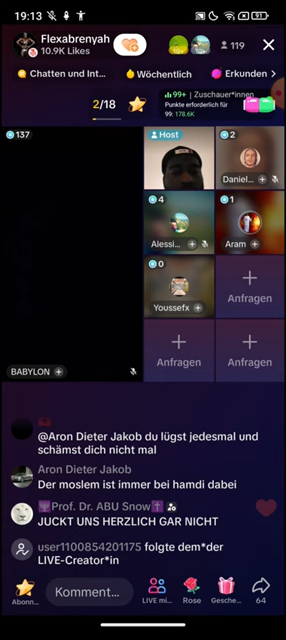 19:13
91
Flexabrenyah
10.9K Likes
119
Chatten und Int...
Wöchentlich
Erkunden >
2/18
99+ | Zuschauer*innen
Punkte erforderlich für
99: 178.6K
137
Host
2
Daniel...
4
Alessi...
1
Aram
0
Youssefx
Anfragen
Anfragen
Anfragen
BABYLON
@Aron Dieter Jakob du lügst jedesmal und
schämst dich nicht mal
Aron Dieter Jakob
Der moslem ist immer bei hamdi dabei
Prof. Dr. ABU Snow
JUCKT UNS HERZLICH GAR NICHT
user1100854201175 folgte dem*der
LIVE-Creator*in
Abonn...
Komment...
LIVE mi...
Rose
Gesche...
64